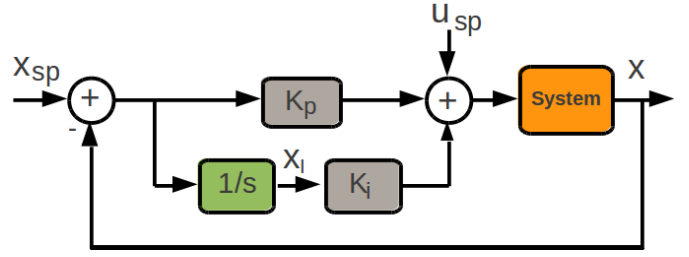 u sp
x sp
+
-
K p
+
System
x
1/s
x I
K i